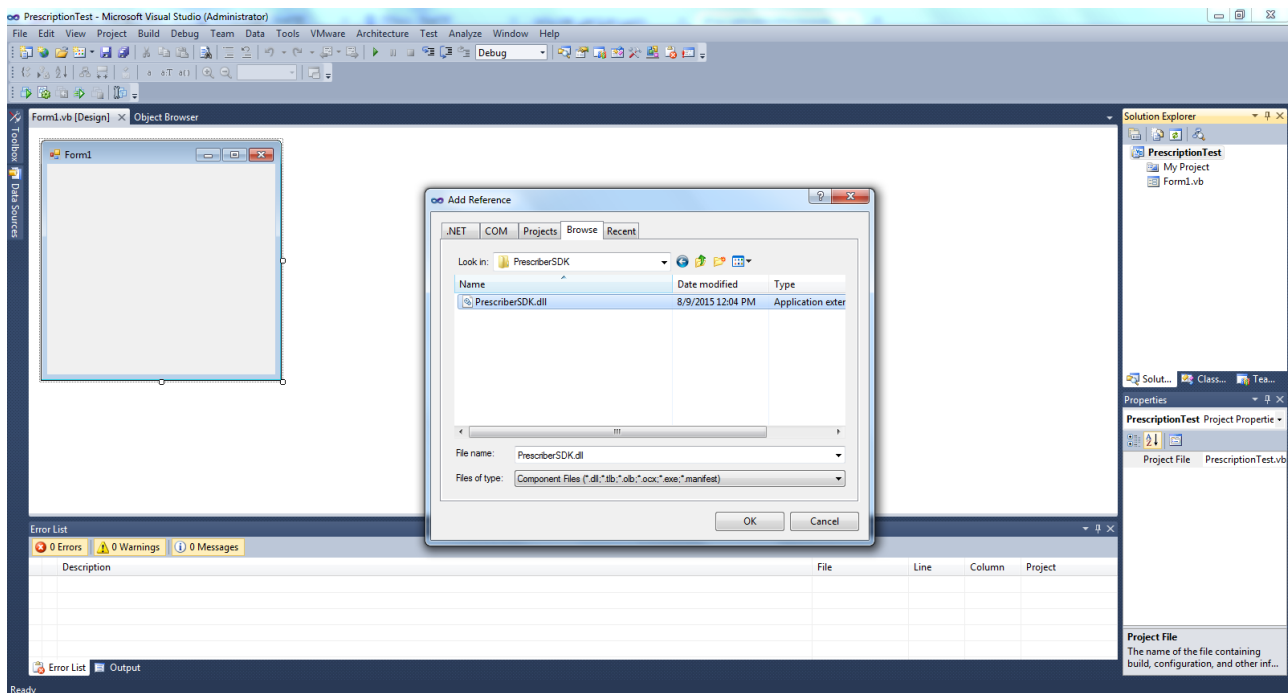 PrescriptionTest - Microsoft Visual Studio (Administrator)
File Edit View Project Build Debug Team Data Tools VMware Architecture Test Analyze Window Help
Debug
Form1.vb [Design] Object Browser
Toolbox
Data Sources
Form1
Add Reference
.NET COM Projects Browse Recent
Look in: PrescriberSDK
Name Date modified Type
PrescriberSDK.dll 8/9/2015 12:04 PM Application exter
File name: PrescriberSDK.dll
Files of type: Component Files (*.dll;*.tlb;*.olb;*.ocx;*.exe;*.manifest)
OK Cancel
Solution Explorer
PrescriptionTest
My Project
Form1.vb
Solut... Class... Tea...
Properties
PrescriptionTest Project Propertie
Project File PrescriptionTest.vb
Error List
0 Errors 0 Warnings 0 Messages
Description File Line Column Project
Project File
The name of the file containing
build, configuration, and other inf...
Error List Output
Ready